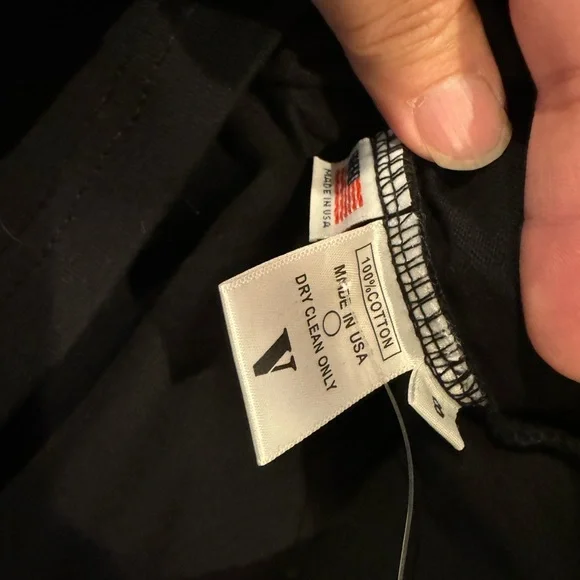 100%COTTON
MADE IN USA
DRY CLEAN ONLY
V
MADE IN USA